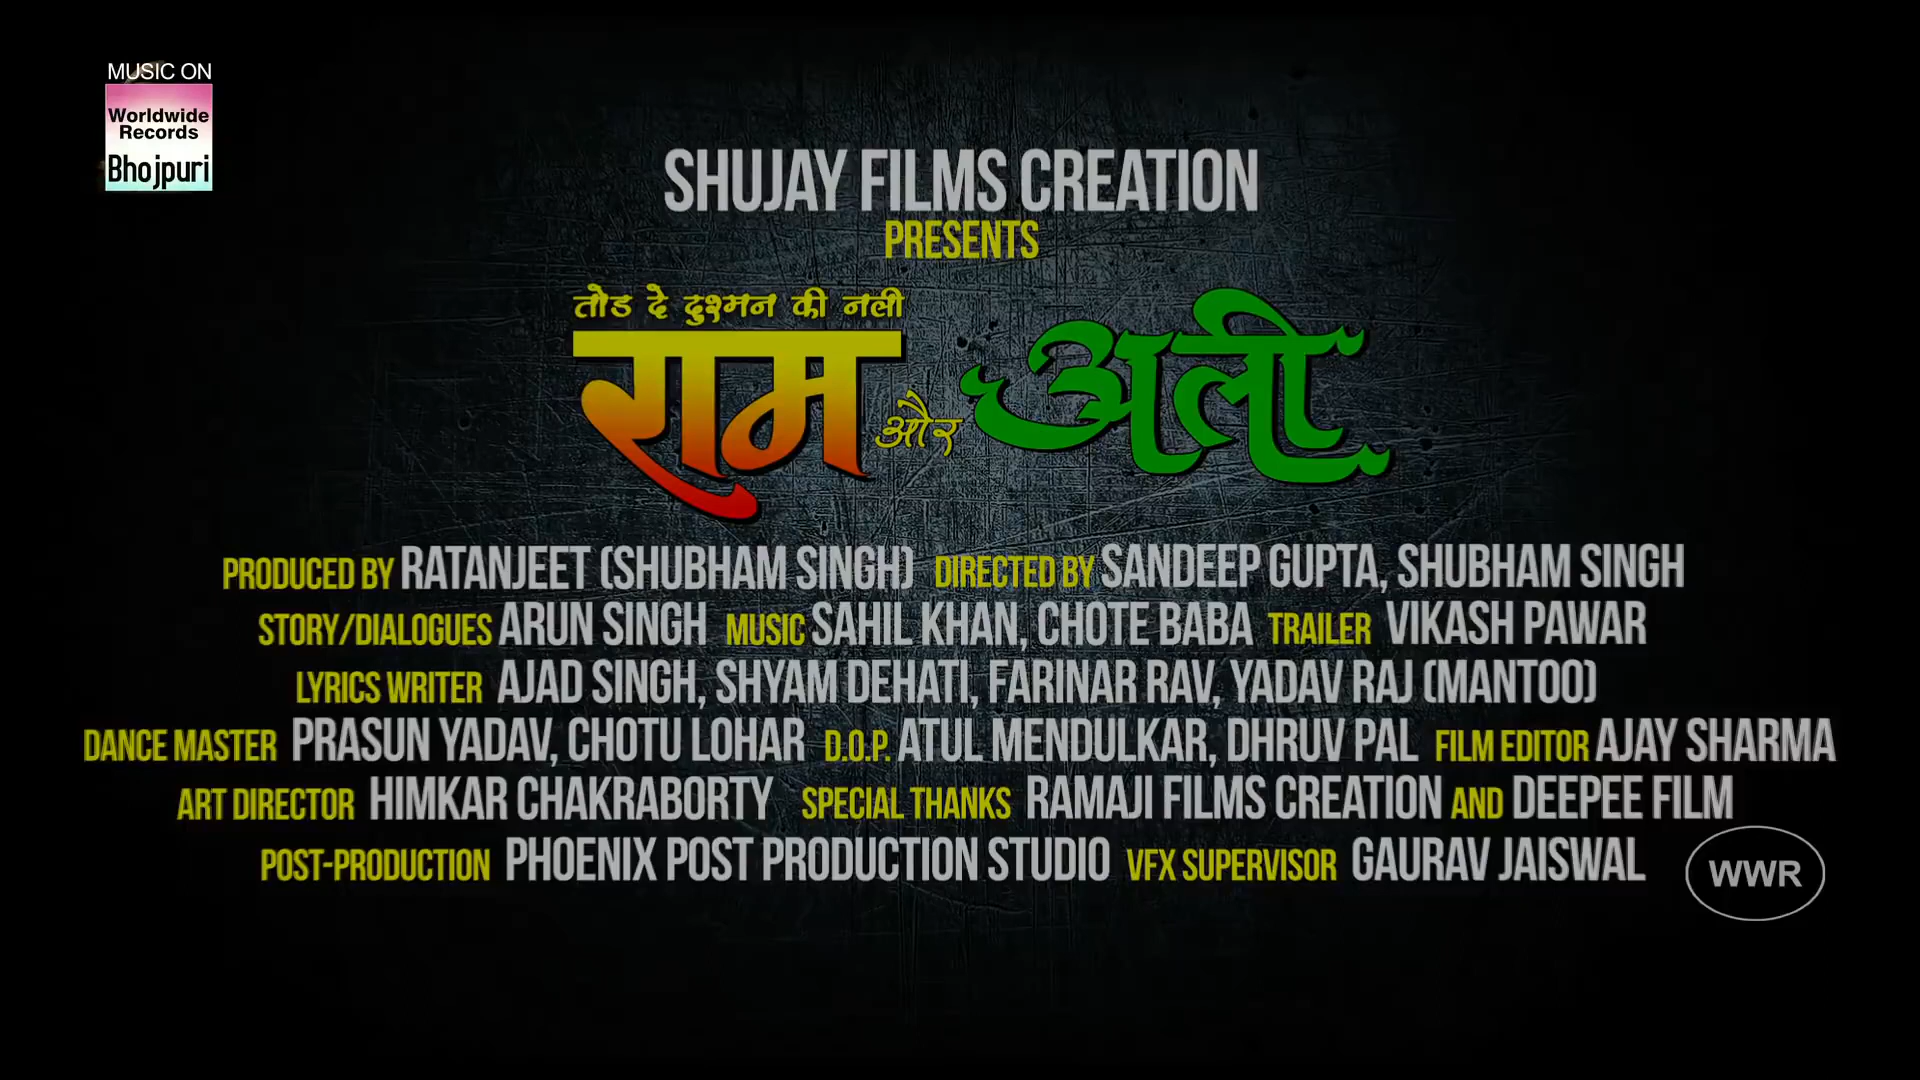 MUSIC ON
Worldwide
Records
Bhojpuri
SHUJAY FILMS CREATION
PRESENTS
तोड दे दुश्मन की नली
राम और अली
PRODUCED BY RATANJEET (SHUBHAM SINGH) DIRECTED BY SANDEEP GUPTA, SHUBHAM SINGH
STORY/DIALOGUES ARUN SINGH MUSIC SAHIL KHAN, CHOTE BABA TRAILER VIKASH PAWAR
LYRICS WRITER AJAD SINGH, SHYAM DEHATI, FARINAR RAV, YADAV RAJ (MANTOO)
DANCE MASTER PRASUN YADAV, CHOTU LOHAR D.O.P. ATUL MENDULKAR, DHRUV PAL FILM EDITOR AJAY SHARMA
ART DIRECTOR HIMKAR CHAKRABORTY SPECIAL THANKS RAMAJI FILMS CREATION AND DEEPEE FILM
POST-PRODUCTION PHOENIX POST PRODUCTION STUDIO VFX SUPERVISOR GAURAV JAISWAL
WWR